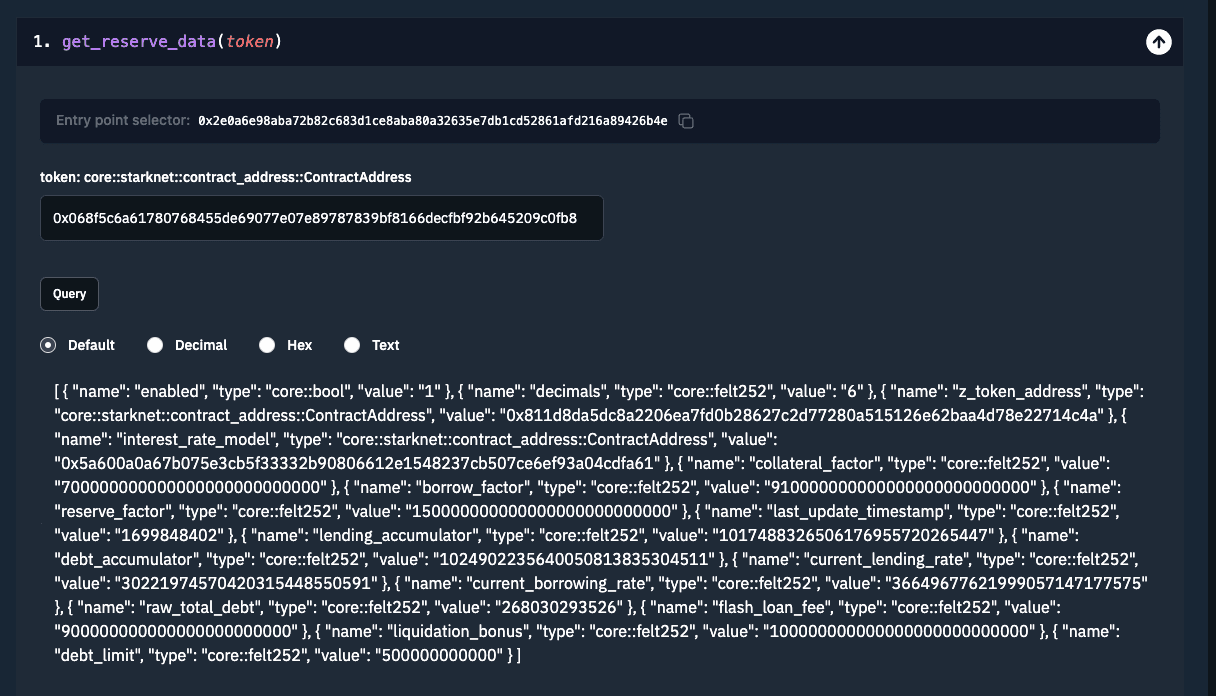 1. get_reserve_data(token)
Entry point selector: 0x2e0a6e98aba72b82c683d1ce8aba80a32635e7db1cd52861afd216a89426b4e
token: core::starknet::contract_address::ContractAddress
0x068f5c6a61780768455de69077e07e89787839bf8166decfbf92b645209c0fb8
Query
Default Decimal Hex Text
[ { "name": "enabled", "type": "core::bool", "value": "1" }, { "name": "decimals", "type": "core::felt252", "value": "6" }, { "name": "z_token_address", "type":
"core::starknet::contract_address::ContractAddress", "value": "0x811d8da5dc8a2206ea7fd0b28627c2d77280a515126e62baa4d78e22714c4a" }, {
"name": "interest_rate_model", "type": "core::starknet::contract_address::ContractAddress", "value":
"0x5a600a0a67b075e3cb5f33332b90806612e1548237cb507ce6ef93a04cdfa61" }, { "name": "collateral_factor", "type": "core::felt252", "value":
"700000000000000000000000000" }, { "name": "borrow_factor", "type": "core::felt252", "value": "910000000000000000000000000" }, { "name":
"reserve_factor", "type": "core::felt252", "value": "150000000000000000000000000" }, { "name": "last_update_timestamp", "type": "core::felt252",
"value": "1699848402" }, { "name": "lending_accumulator", "type": "core::felt252", "value": "1017488326506176955720265447" }, { "name":
"debt_accumulator", "type": "core::felt252", "value": "1024902235640050813835304511" }, { "name": "current_lending_rate", "type": "core::felt252",
"value": "30221974570420315448550591" }, { "name": "current_borrowing_rate", "type": "core::felt252", "value": "36649677621999057147177575"
}, { "name": "raw_total_debt", "type": "core::felt252", "value": "268030293526" }, { "name": "flash_loan_fee", "type": "core::felt252", "value":
"900000000000000000000000" }, { "name": "liquidation_bonus", "type": "core::felt252", "value": "100000000000000000000000000" }, { "name":
"debt_limit", "type": "core::felt252", "value": "500000000000" } ]